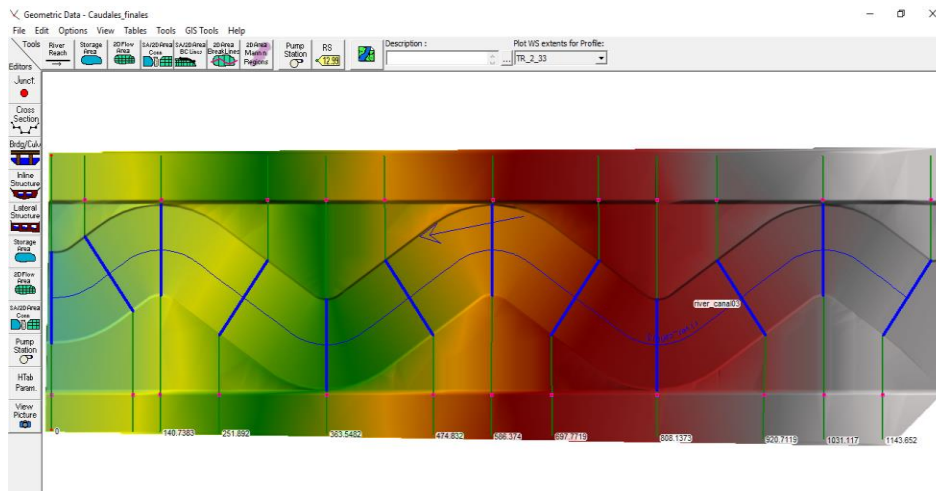 Geometric Data - Caudales_finales
File Edit Options View Tables Tools GIS Tools Help
Tools
Editors
River
Reach
Storage
Area
2D Flow
Area
SA/2D Area
Conn
SA/2D Area
BC Lines
2D Area
BreakLines
2D Area
Mann n
Regions
Pump
Station
RS
12.99
Description :
...
Plot WS extents for Profile:
TR_2_33
Junct.
Cross
Section
Brdg/Culv
Inline
Structure
Lateral
Structure
Storage
Area
2D Flow
Area
SA/2D Area
Conn
Pump
Station
HTab
Param.
View
Picture
river_canal03
0
140.7383
251.892
363.5482
474.832
586.374
697.7719
808.1373
920.7119
1031.117
1143.652